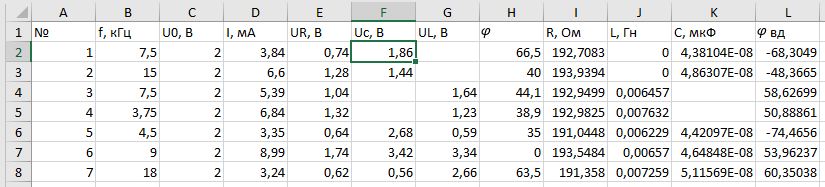 A B C D E F G H I J K L
1 № f, кГц U0, В I, мА UR, В Uc, В UL, В φ R, Ом L, Гн C, мкФ φ вд
2 1 7,5 2 3,84 0,74 1,86 66,5 192,7083 0 4,38104E-08 -68,3049
3 2 15 2 6,6 1,28 1,44 40 193,9394 0 4,86307E-08 -48,3665
4 3 7,5 2 5,39 1,04 1,64 44,1 192,9499 0,006457 58,62699
5 4 3,75 2 6,84 1,32 1,23 38,9 192,9825 0,007632 50,88861
6 5 4,5 2 3,35 0,64 2,68 0,59 35 191,0448 0,006229 4,42097E-08 -74,4656
7 6 9 2 8,99 1,74 3,42 3,34 0 193,5484 0,00657 4,64848E-08 53,96237
8 7 18 2 3,24 0,62 0,56 2,66 63,5 191,358 0,007259 5,11569E-08 60,35038